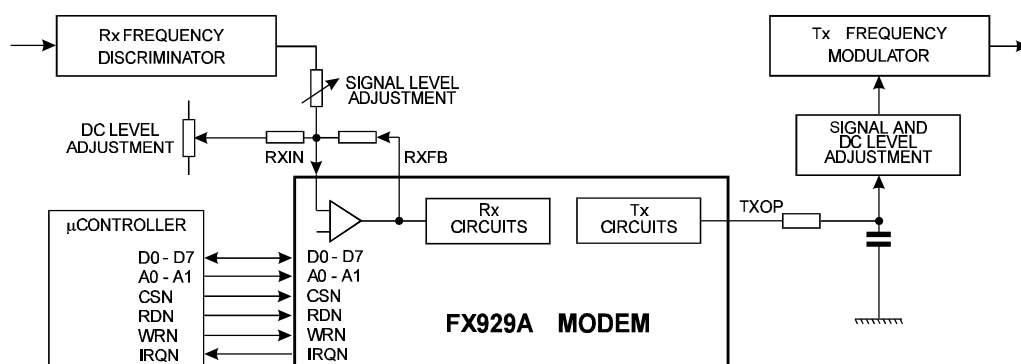 Rx FREQUENCY
DISCRIMINATOR
Tx FREQUENCY
MODULATOR
SIGNAL LEVEL
ADJUSTMENT
DC LEVEL
ADJUSTMENT
RXIN
RXFB
SIGNAL AND
DC LEVEL
ADJUSTMENT
µCONTROLLER
Rx
CIRCUITS
Tx
CIRCUITS
TXOP
D0 - D7
A0 - A1
CSN
RDN
WRN
IRQN
D0 - D7
A0 - A1
CSN
RDN
WRN
IRQN
FX929A MODEM